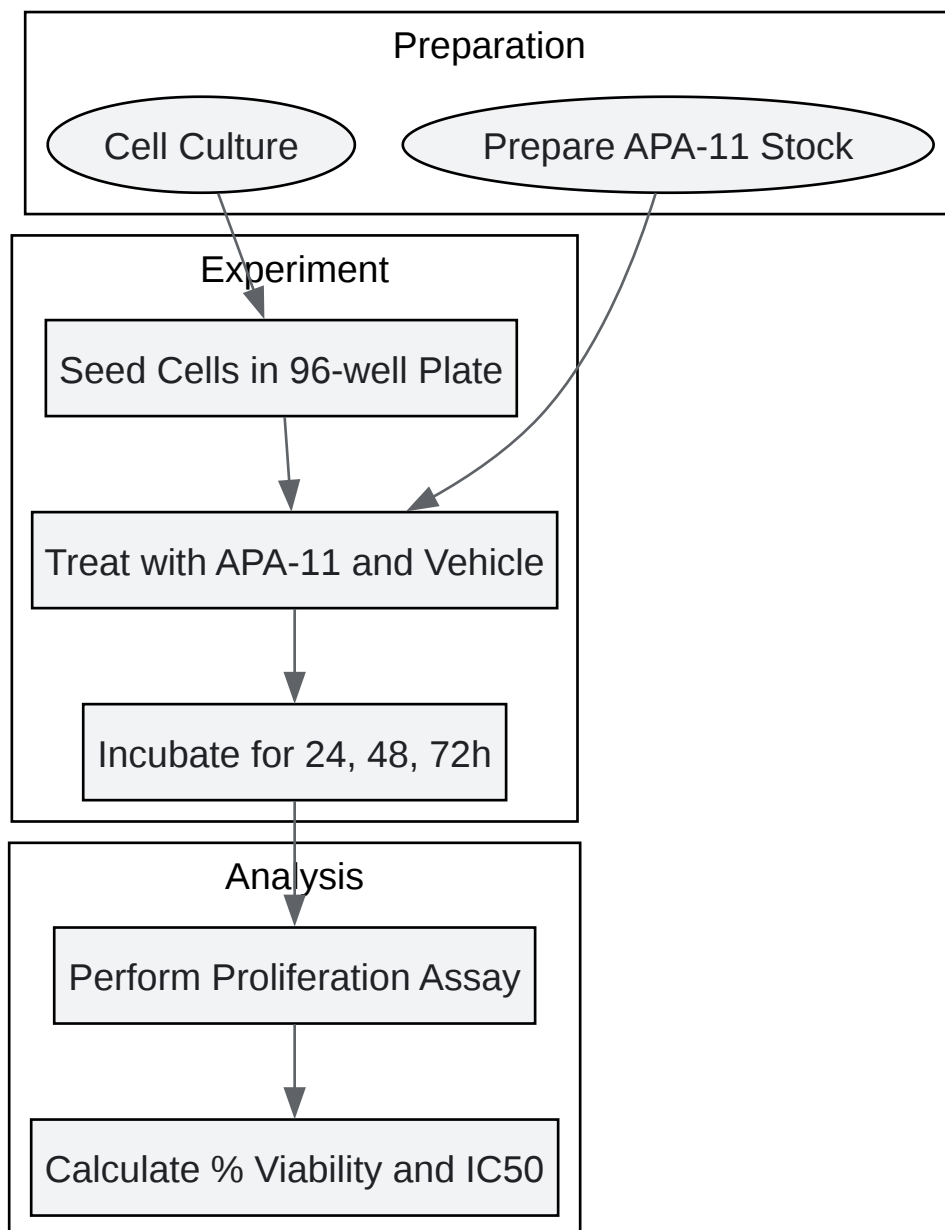 Preparation
Cell Culture
Prepare APA-11 Stock
Experiment
Seed Cells in 96-well Plate
Treat with APA-11 and Vehicle
Incubate for 24, 48, 72h
Analysis
Perform Proliferation Assay
Calculate % Viability and IC50